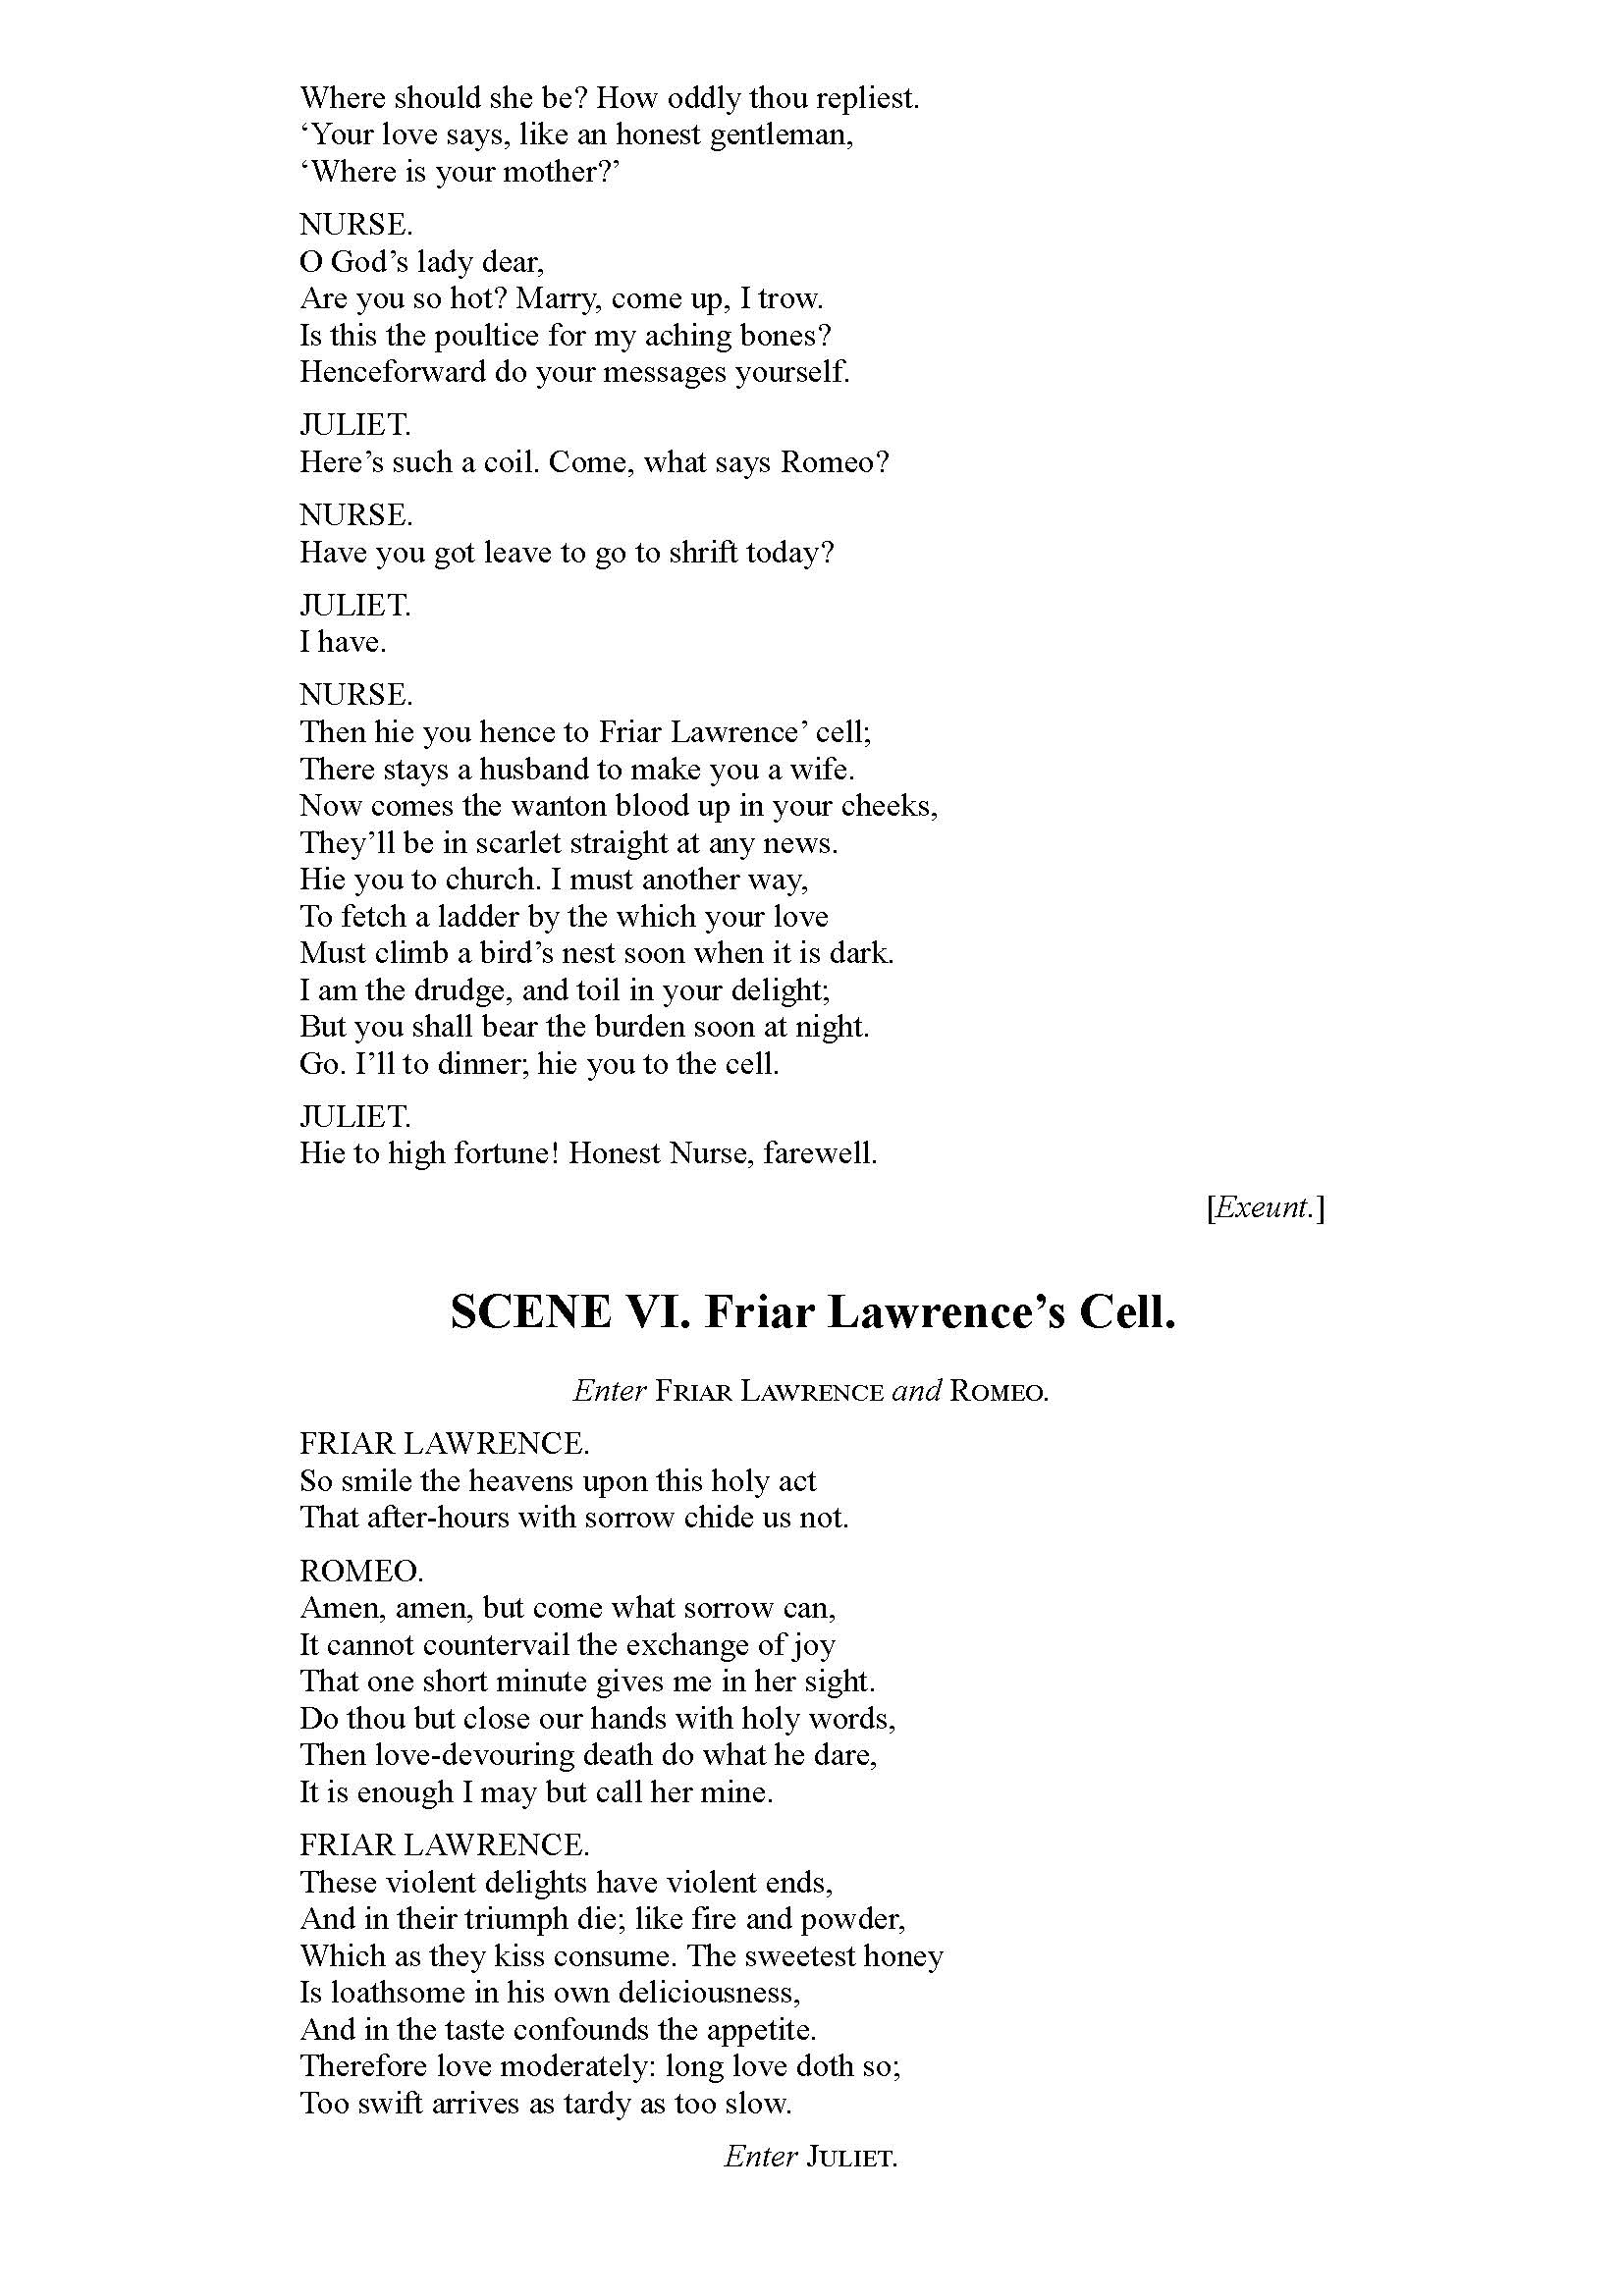 Where should she be? How oddly thou repliest.
‘Your love says, like an honest gentleman,
‘Where is your mother?’
NURSE.
O God’s lady dear,
Are you so hot? Marry, come up, I trow.
Is this the poultice for my aching bones?
Henceforward do your messages yourself.
JULIET.
Here’s such a coil. Come, what says Romeo?
NURSE.
Have you got leave to go to shrift today?
JULIET.
I have.
NURSE.
Then hie you hence to Friar Lawrence’ cell;
There stays a husband to make you a wife.
Now comes the wanton blood up in your cheeks,
They’ll be in scarlet straight at any news.
Hie you to church. I must another way,
To fetch a ladder by the which your love
Must climb a bird’s nest soon when it is dark.
I am the drudge, and toil in your delight;
But you shall bear the burden soon at night.
Go. I’ll to dinner; hie you to the cell.
JULIET.
Hie to high fortune! Honest Nurse, farewell.
[Exeunt.]
SCENE VI. Friar Lawrence’s Cell.
Enter FRIAR LAWRENCE and ROMEO.
FRIAR LAWRENCE.
So smile the heavens upon this holy act
That after-hours with sorrow chide us not.
ROMEO.
Amen, amen, but come what sorrow can,
It cannot countervail the exchange of joy
That one short minute gives me in her sight.
Do thou but close our hands with holy words,
Then love-devouring death do what he dare,
It is enough I may but call her mine.
FRIAR LAWRENCE.
These violent delights have violent ends,
And in their triumph die; like fire and powder,
Which as they kiss consume. The sweetest honey
Is loathsome in his own deliciousness,
And in the taste confounds the appetite.
Therefore love moderately: long love doth so;
Too swift arrives as tardy as too slow.
Enter JULIET.